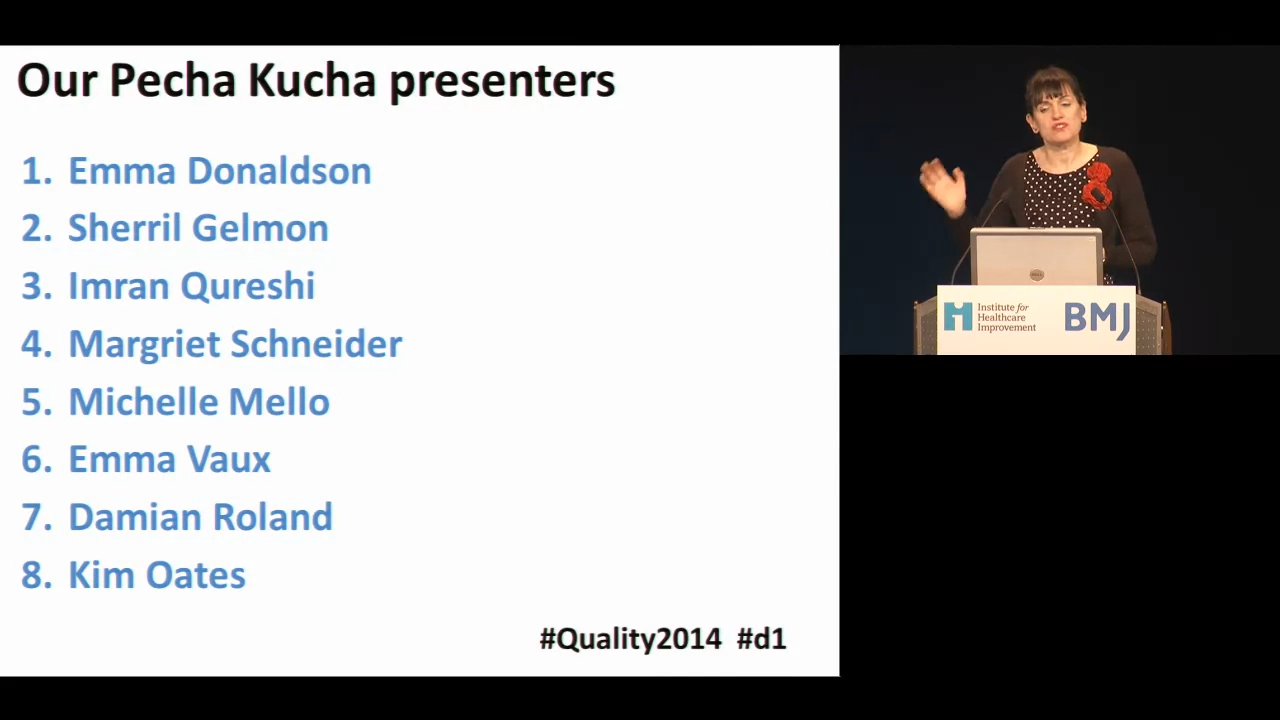 Our Pecha Kucha presenters
1. Emma Donaldson
2. Sherril Gelmon
3. Imran Qureshi
4. Margriet Schneider
5. Michelle Mello
6. Emma Vaux
7. Damian Roland
8. Kim Oates
#Quality2014 #d1
Institute for
Healthcare
Improvement
BMJ